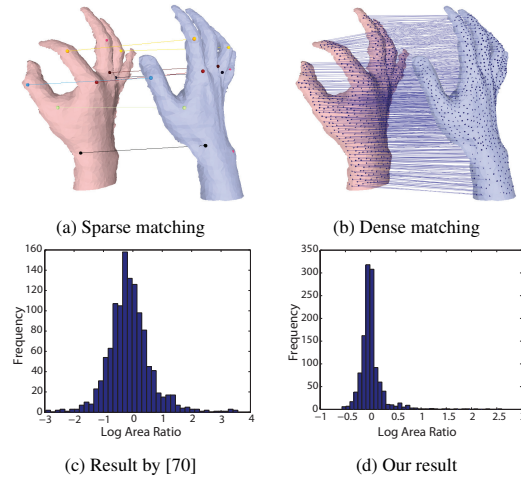 (a) Sparse matching
(b) Dense matching
160
140
120
100
80
60
40
20
0
Frequency
−3 −2 −1 0 1 2 3 4
Log Area Ratio
350
300
250
200
150
100
50
0
Frequency
-1 -0.5 0 0.5 1 1.5 2 2.5 3
Log Area Ratio
(c) Result by [70]
(d) Our result